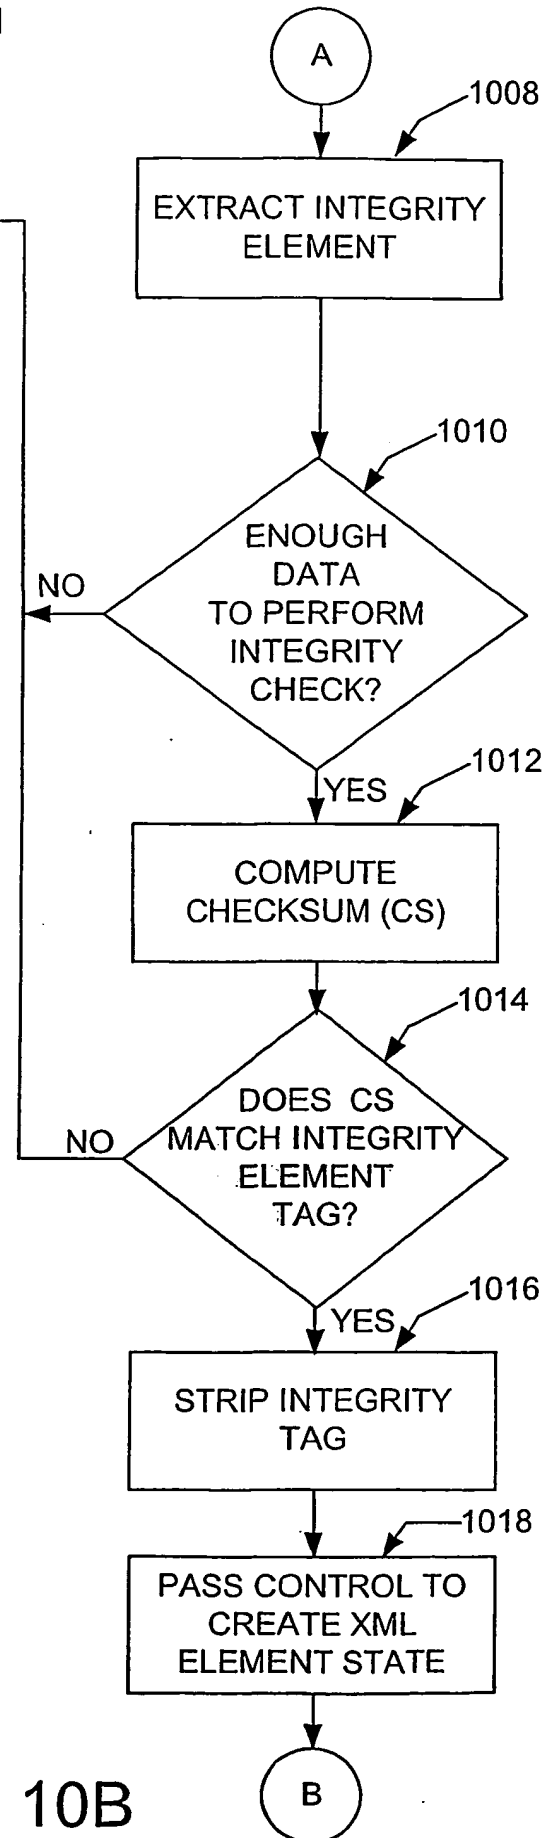 A
1008
EXTRACT INTEGRITY
ELEMENT
1010
ENOUGH
DATA
TO PERFORM
INTEGRITY
CHECK?
NO
YES
1012
COMPUTE
CHECKSUM (CS)
1014
DOES CS
MATCH INTEGRITY
ELEMENT
TAG?
NO
YES
1016
STRIP INTEGRITY
TAG
1018
PASS CONTROL TO
CREATE XML
ELEMENT STATE
B
10B